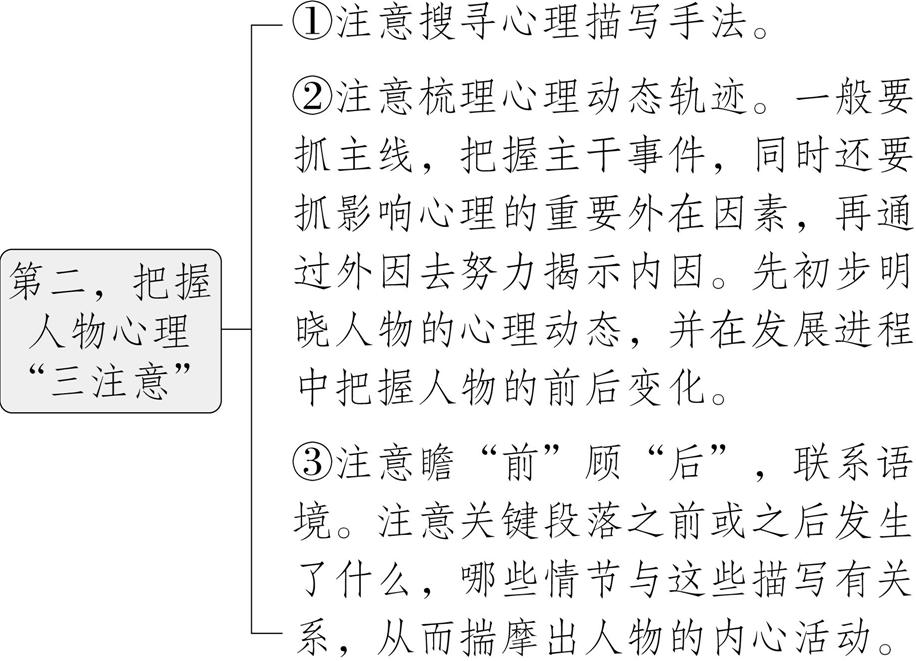 第二，把握
人物心理
“三注意”
①注意搜寻心理描写手法。
②注意梳理心理动态轨迹。一般要
抓主线，把握主干事件，同时还要
抓影响心理的重要外在因素，再通
过外因去努力揭示内因。先初步明
晓人物的心理动态，并在发展进程
中把握人物的前后变化。
③注意瞻“前”顾“后”，联系语
境。注意关键段落之前或之后发生
了什么，哪些情节与这些描写有关
系，从而揣摩出人物的内心活动。